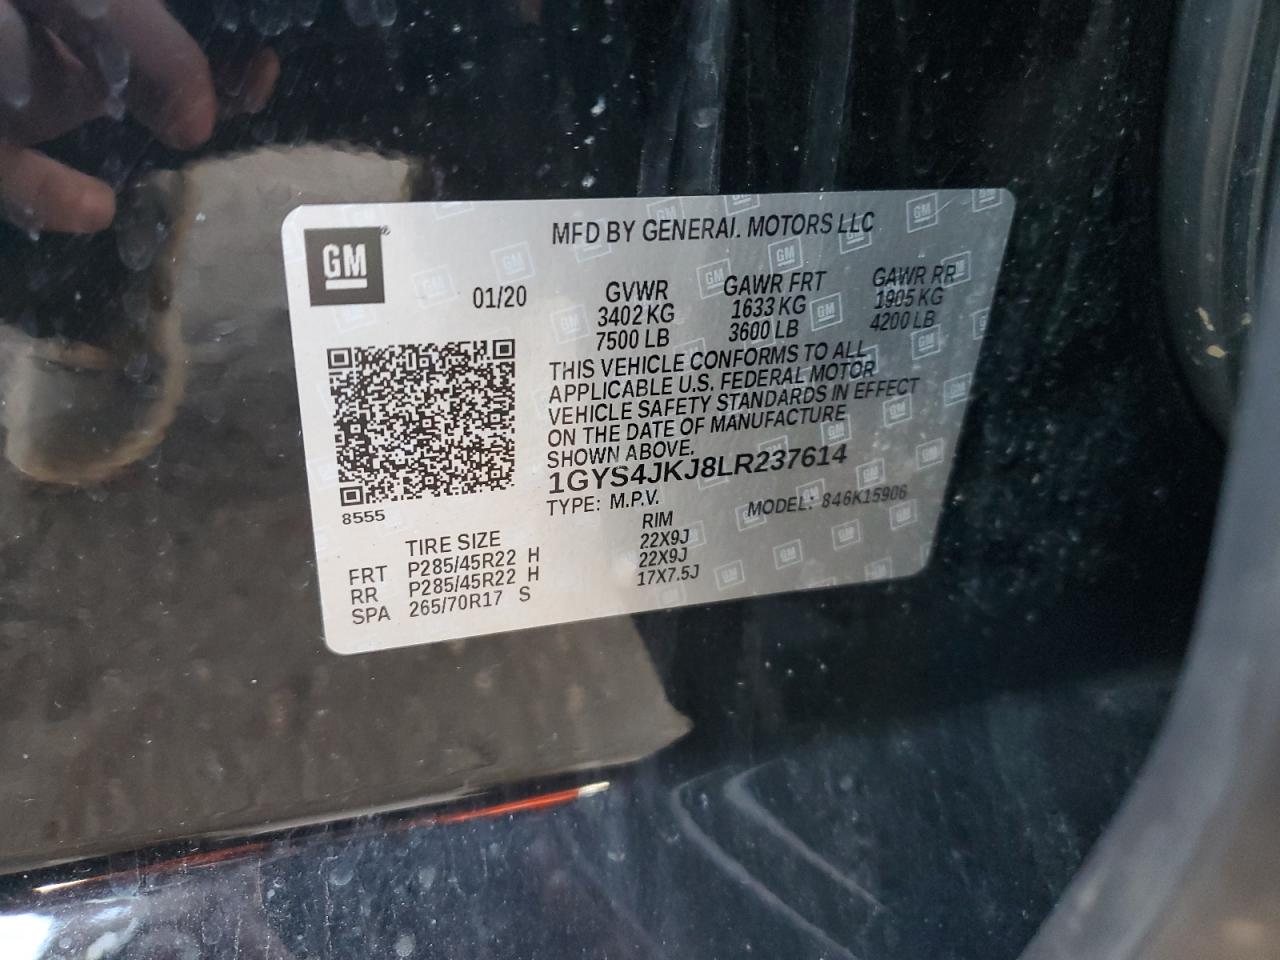 GM
MFD BY GENERAL MOTORS LLC
01/20
GVWR GAWR FRT GAWR RR
3402 KG 1633 KG 1905 KG
7500 LB 3600 LB 4200 LB
THIS VEHICLE CONFORMS TO ALL
APPLICABLE U.S. FEDERAL MOTOR
VEHICLE SAFETY STANDARDS IN EFFECT
ON THE DATE OF MANUFACTURE
SHOWN ABOVE.
1GYS4JKJ8LR237614
TYPE: M.P.V. MODEL: 846K15906
8555
TIRE SIZE RIM
FRT P285/45R22 H 22X9J
RR P285/45R22 H 22X9J
SPA 265/70R17 S 17X7.5J